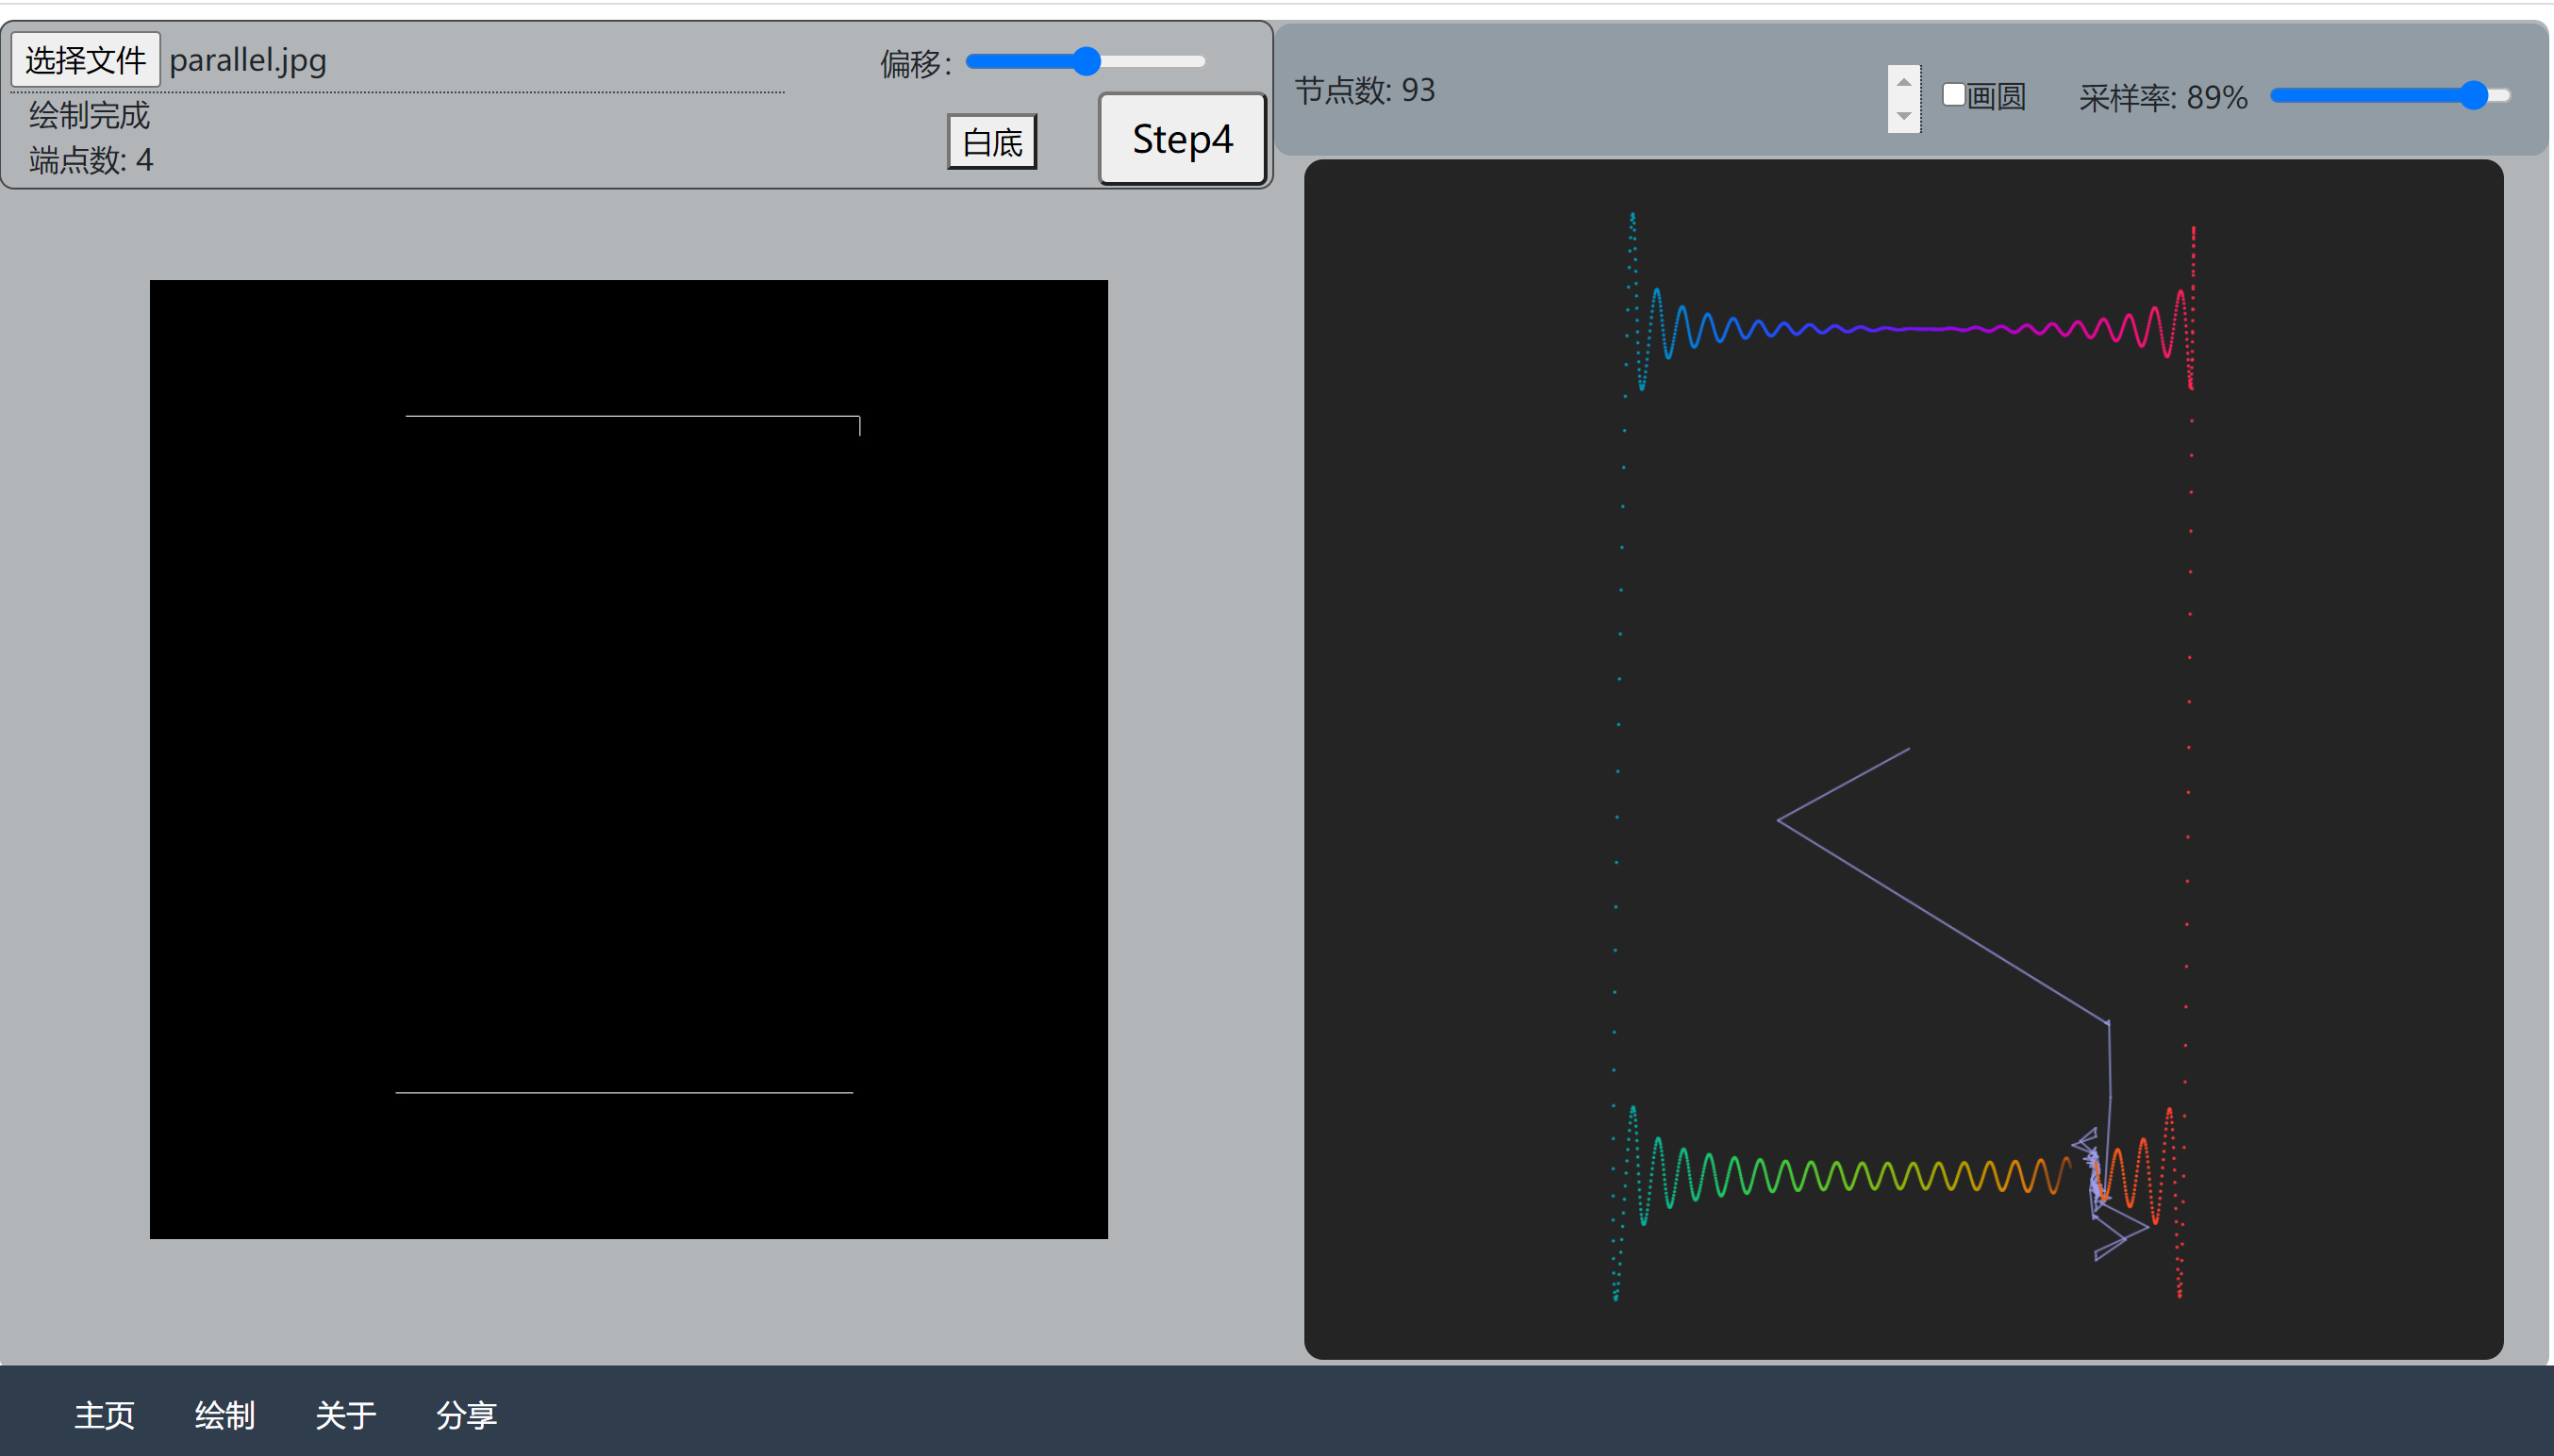 选择文件 parallel.jpg
偏移：
绘制完成
端点数: 4
白底
Step4
节点数: 93
画圆
采样率: 89%
主页 绘制 关于 分享